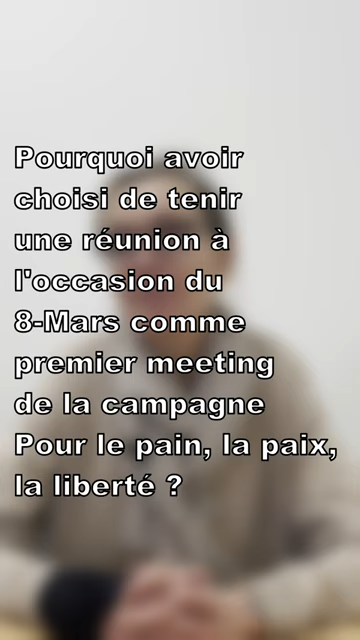 Pourquoi avoir
choisi de tenir
une réunion à
l'occasion du
8-Mars comme
premier meeting
de la campagne
Pour le pain, la paix,
la liberté ?